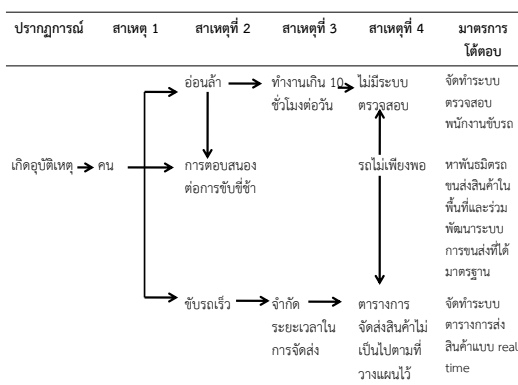 ปรากฏการณ์ สาเหตุ 1 สาเหตุที่ 2 สาเหตุที่ 3 สาเหตุที่ 4 มาตรการ
โต้ตอบ
อ่อนล้า ทำงานเกิน 10 ไม่มีระบบ จัดทำระบบ
ชั่วโมงต่อวัน ตรวจสอบ ตรวจสอบ
พนักงานขับรถ
เกิดอุบัติเหตุ คน การตอบสนอง รถไม่เพียงพอ หาพันธมิตรรถ
ต่อการขับขี่ช้า ขนส่งสินค้าใน
พื้นที่และร่วม
พัฒนาระบบ
การขนส่งที่ได้
มาตรฐาน
ขับรถเร็ว จำกัด ตารางการ จัดทำระบบ
ระยะเวลาใน จัดส่งสินค้าไม่ ตารางการส่ง
การจัดส่ง เป็นไปตามที่ สินค้าแบบ real
วางแผนไว้ time